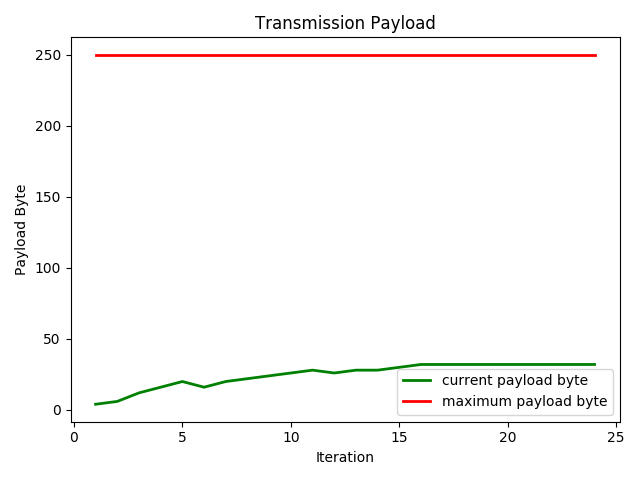 Transmission Payload
250
200
150
100
50
0
Payload Byte
current payload byte
maximum payload byte
0 5 10 15 20 25
Iteration